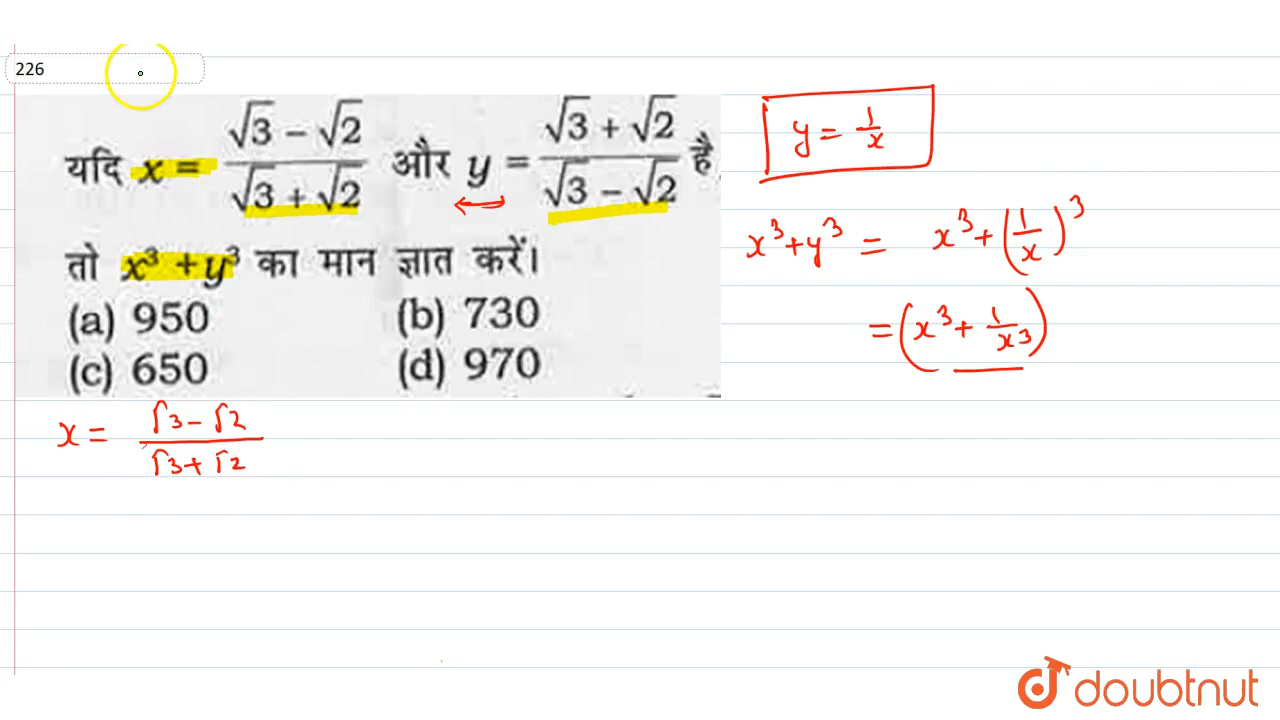 226
यदि x = (√3 − √2)/(√3 + √2) और y = (√3 + √2)/(√3 − √2) है,
तो x³ + y³ का मान ज्ञात करें।
(a) 950 (b) 730
(c) 650 (d) 970
x = (√3 − √2)/(√3 + √2)
y = 1/x
x³ + y³ = x³ + (1/x)³
= (x³ + 1/x³)
doubtnut